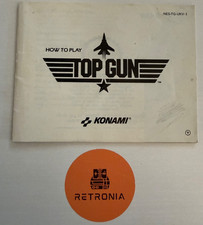 HOW TO PLAY
TOP GUN
KONAMI
RETRONIA